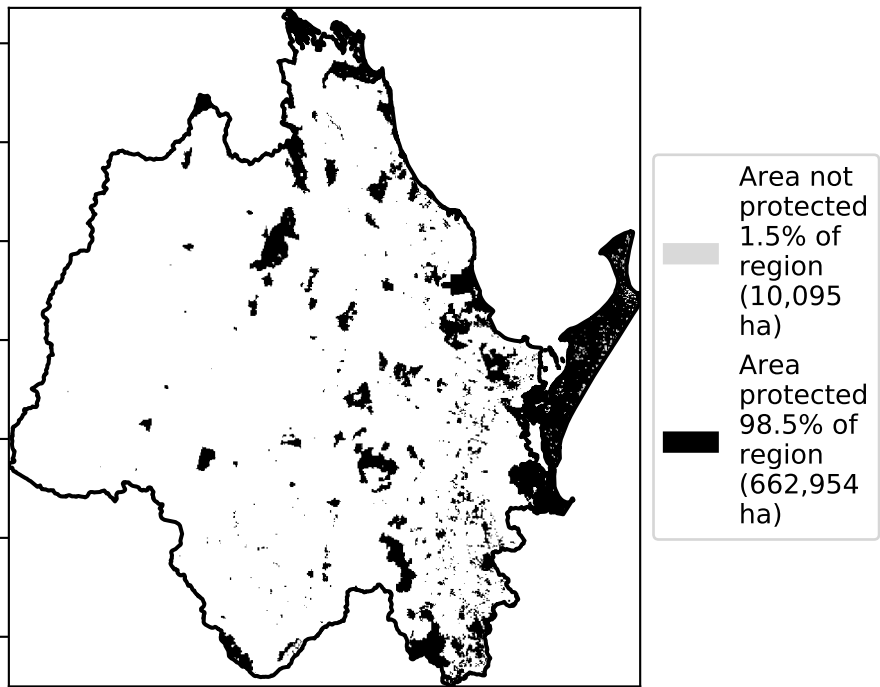 Area not
protected
1.5% of
region
(10,095
ha)
Area
protected
98.5% of
region
(662,954
ha)